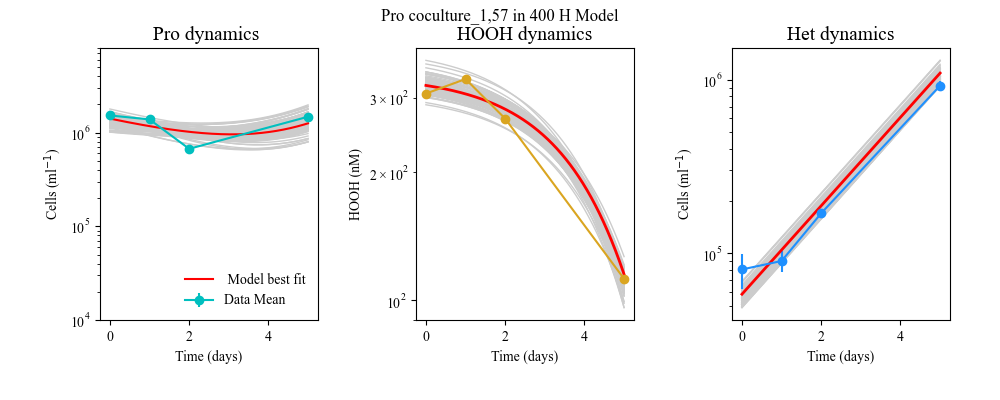 Pro coculture_1,57 in 400 H Model
Pro dynamics
HOOH dynamics
Het dynamics
Cells (ml⁻¹)
10⁶
10⁵
10⁴
Model best fit
Data Mean
0 2 4
Time (days)
HOOH (nM)
3 × 10²
2 × 10²
10²
0 2 4
Time (days)
Cells (ml⁻¹)
10⁶
10⁵
0 2 4
Time (days)